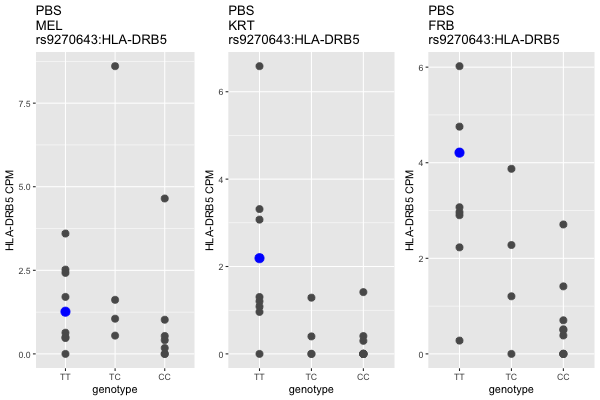 PBS
MEL
rs9270643:HLA-DRB5
HLA-DRB5 CPM
7.5
5.0
2.5
0.0
TT TC CC
genotype
PBS
KRT
rs9270643:HLA-DRB5
HLA-DRB5 CPM
6
4
2
0
TT TC CC
genotype
PBS
FRB
rs9270643:HLA-DRB5
HLA-DRB5 CPM
6
4
2
0
TT TC CC
genotype